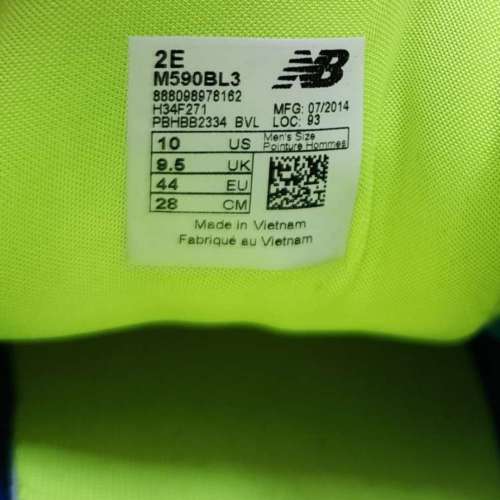 2E
M590BL3
NB
888098978162
H34F271
MFG: 07/2014
PBHBB2334 BVL
LOC: 93
10 US
Men's Size
Pointure Hommes
9.5 UK
44 EU
28 CM
Made in Vietnam
Fabriqué au Vietnam